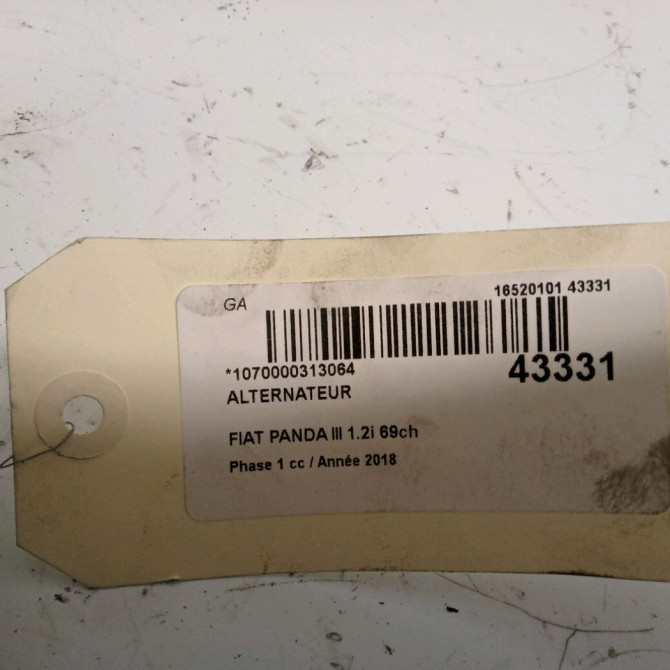 GA
16520101 43331
*1070000313064
43331
ALTERNATEUR
FIAT PANDA III 1.2i 69ch
Phase 1 cc / Année 2018